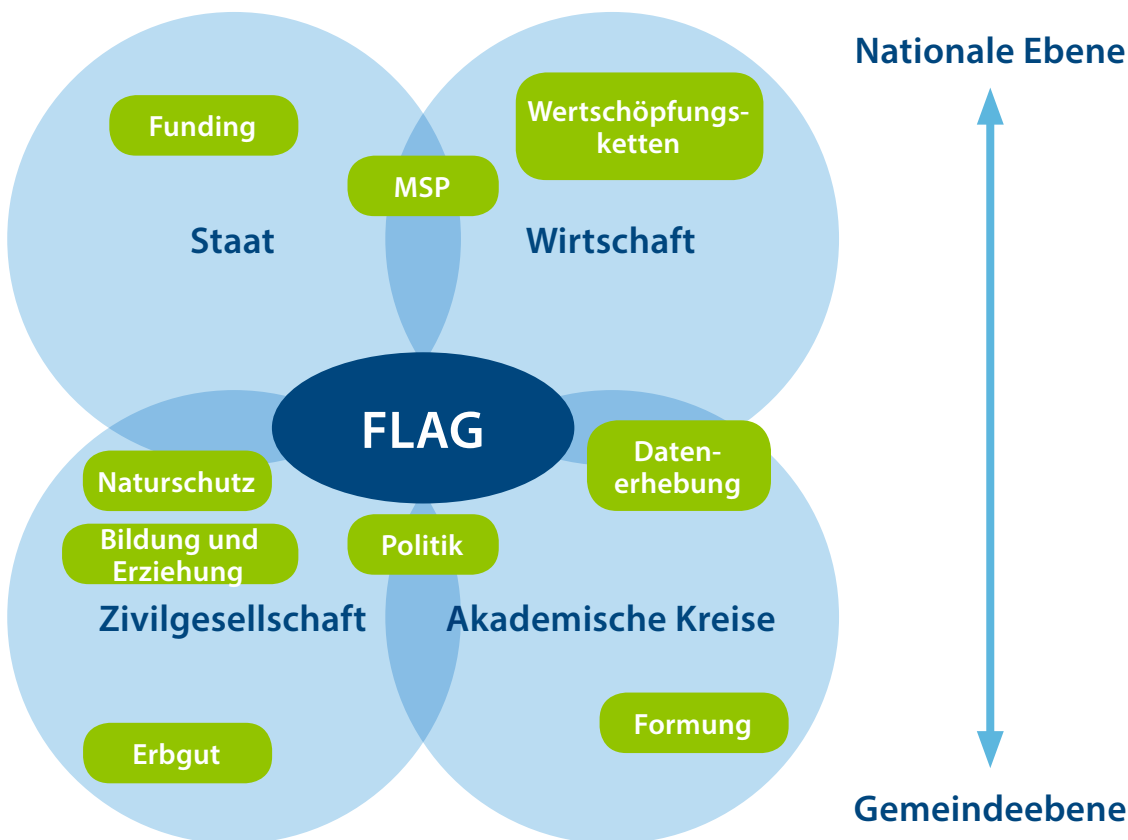 Nationale Ebene
Funding
Wertschöpfungs-
ketten
MSP
Staat
Wirtschaft
FLAG
Naturschutz
Daten-
erhebung
Bildung und
Erziehung
Politik
Zivilgesellschaft
Akademische Kreise
Erbgut
Formung
Gemeindeebene